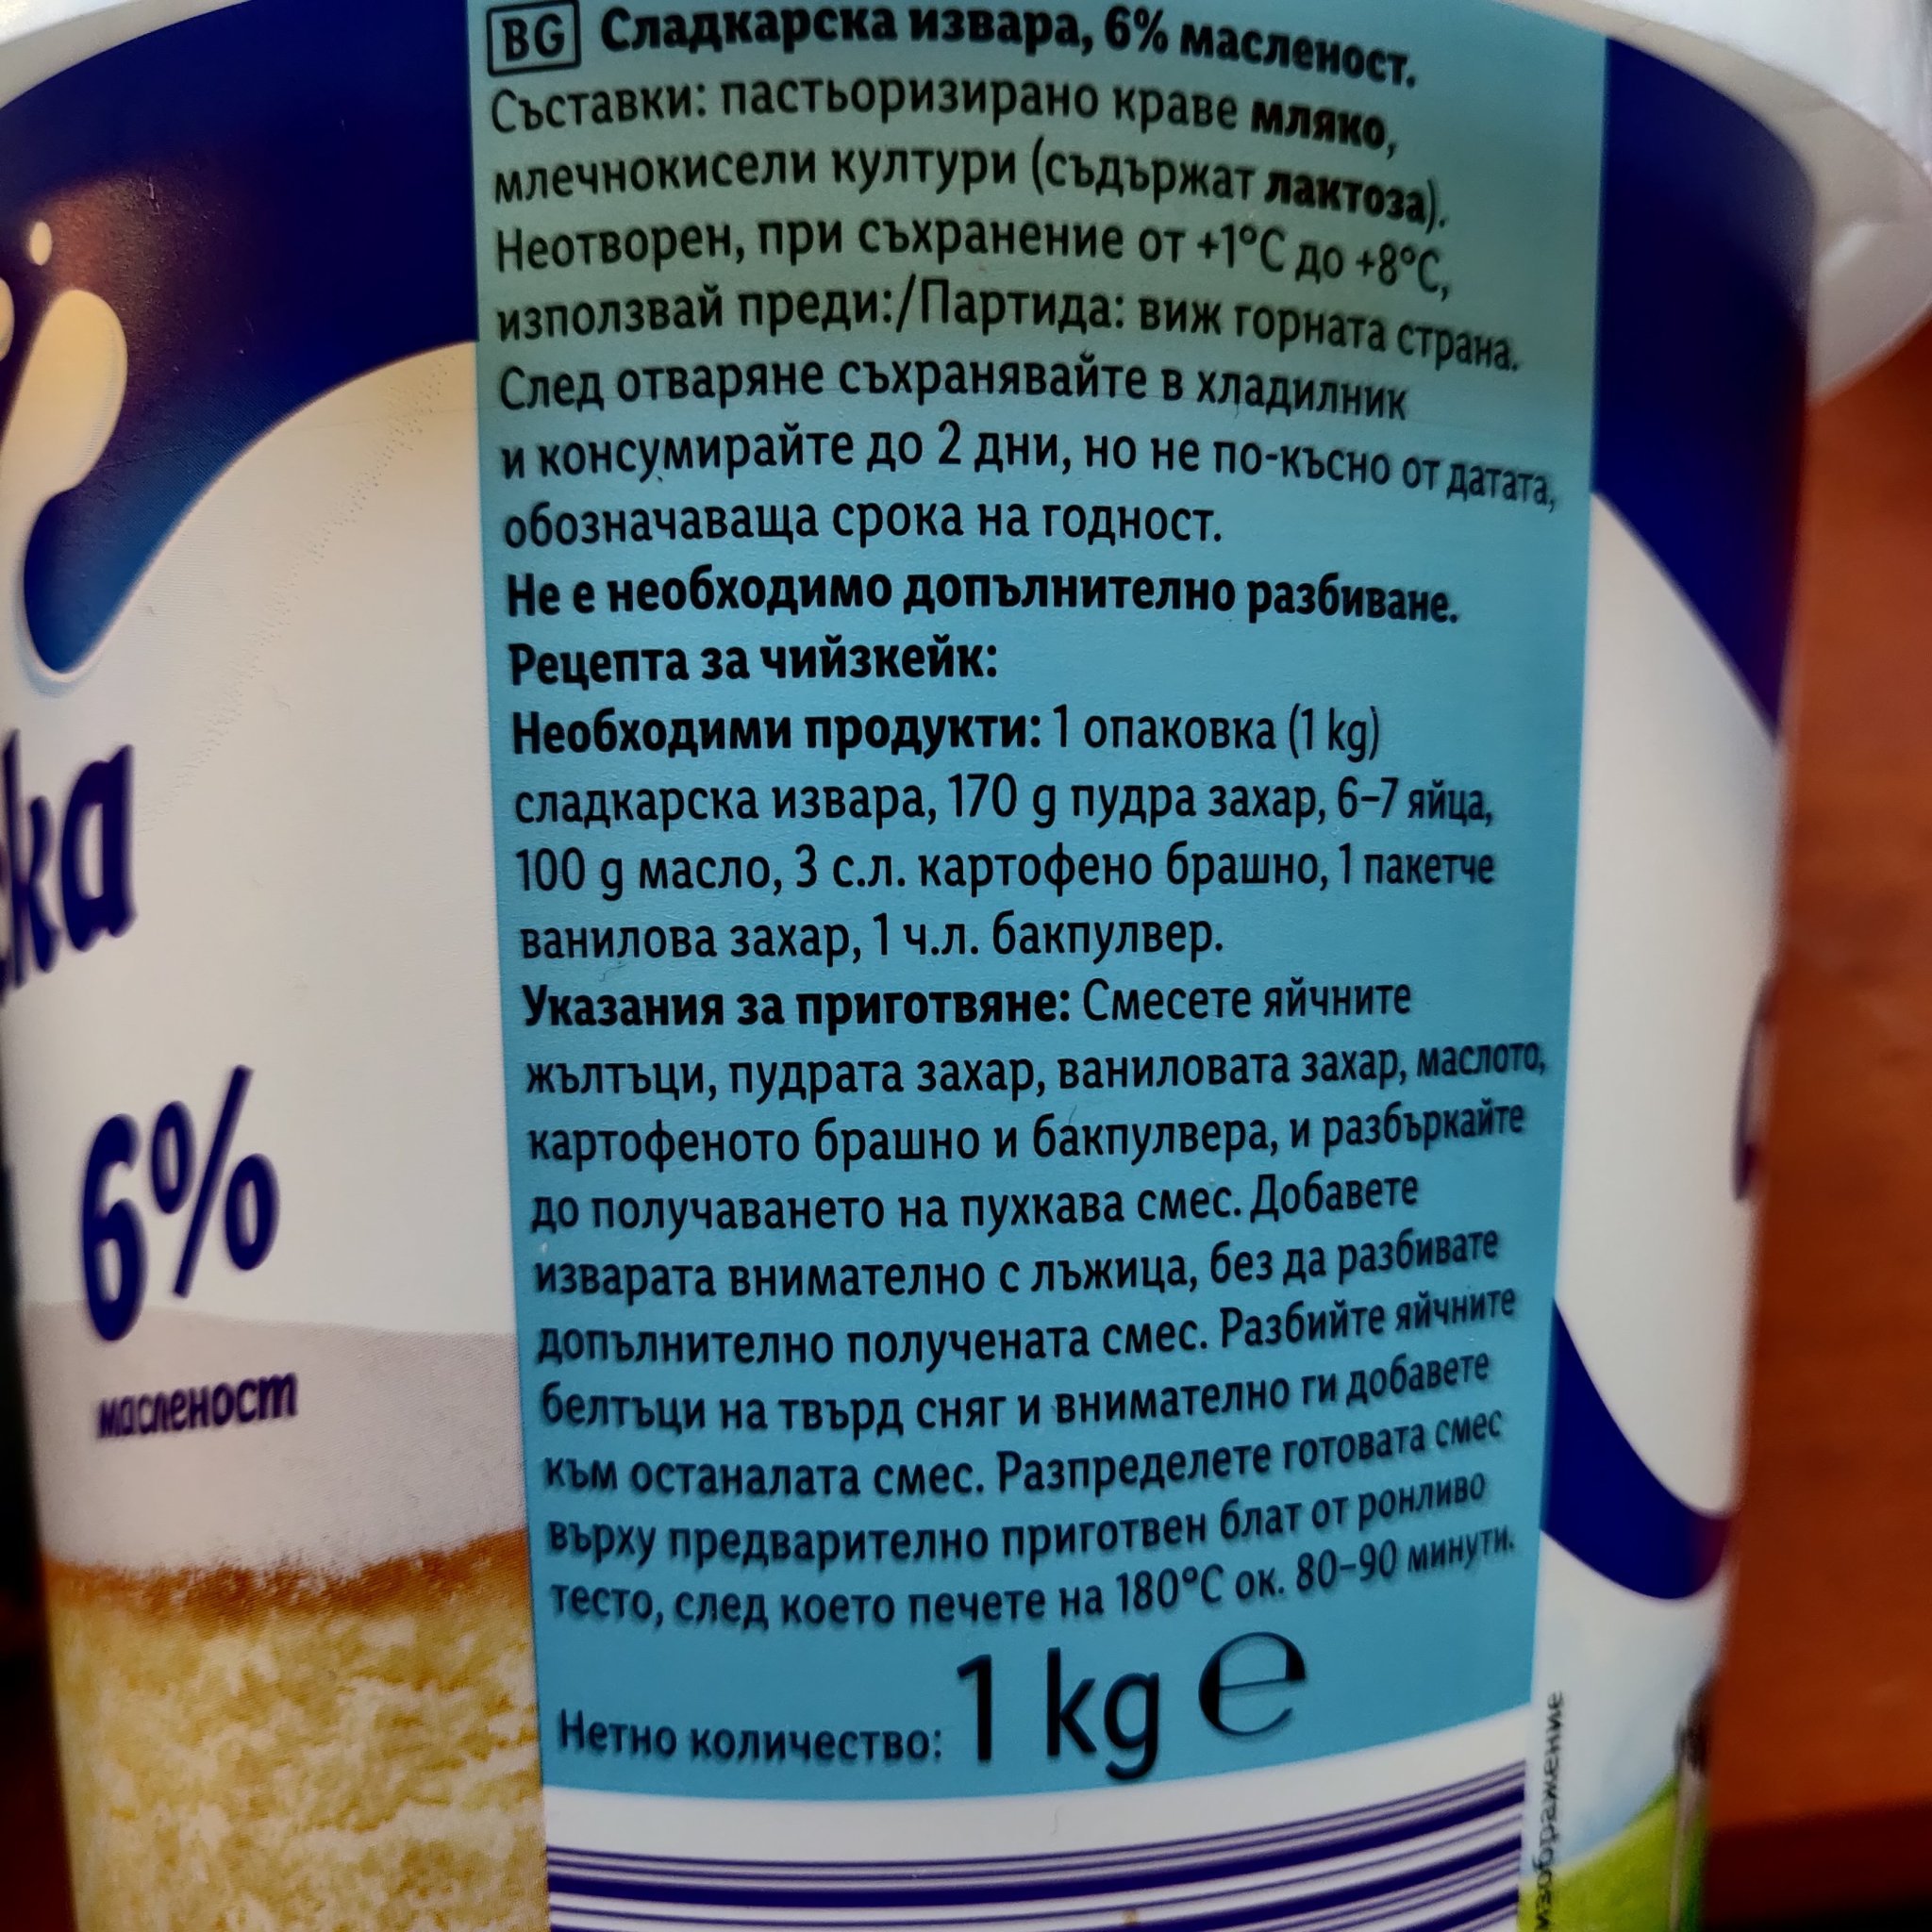 BG Сладкарска извара, 6% масленост.
Съставки: пастьоризирано краве мляко,
млечнокисели култури (съдържат лактоза).
Неотворен, при съхранение от +1°C до +8°C,
използвай преди:/Партида: виж горната страна.
След отваряне съхранявайте в хладилник
и консумирайте до 2 дни, но не по-късно от датата,
обозначаваща срока на годност.
Не е необходимо допълнително разбиване.
Рецепта за чийзкейк:
Необходими продукти: 1 опаковка (1 kg)
сладкарска извара, 170 g пудра захар, 6–7 яйца,
100 g масло, 3 с.л. картофено брашно, 1 пакетче
ванилова захар, 1 ч.л. бакпулвер.
Указания за приготвяне: Смесете яйчните
жълтъци, пудрата захар, ваниловата захар, маслото,
картофеното брашно и бакпулвера, и разбъркайте
до получаването на пухкава смес. Добавете
изварата внимателно с лъжица, без да разбивате
допълнително получената смес. Разбийте яйчните
белтъци на твърд сняг и внимателно ги добавете
към останалата смес. Разпределете готовата смес
върху предварително приготвен блат от ронливо
тесто, след което печете на 180°C ок. 80–90 минути.
Нетно количество: 1 kg e
6%
масленост
изображение